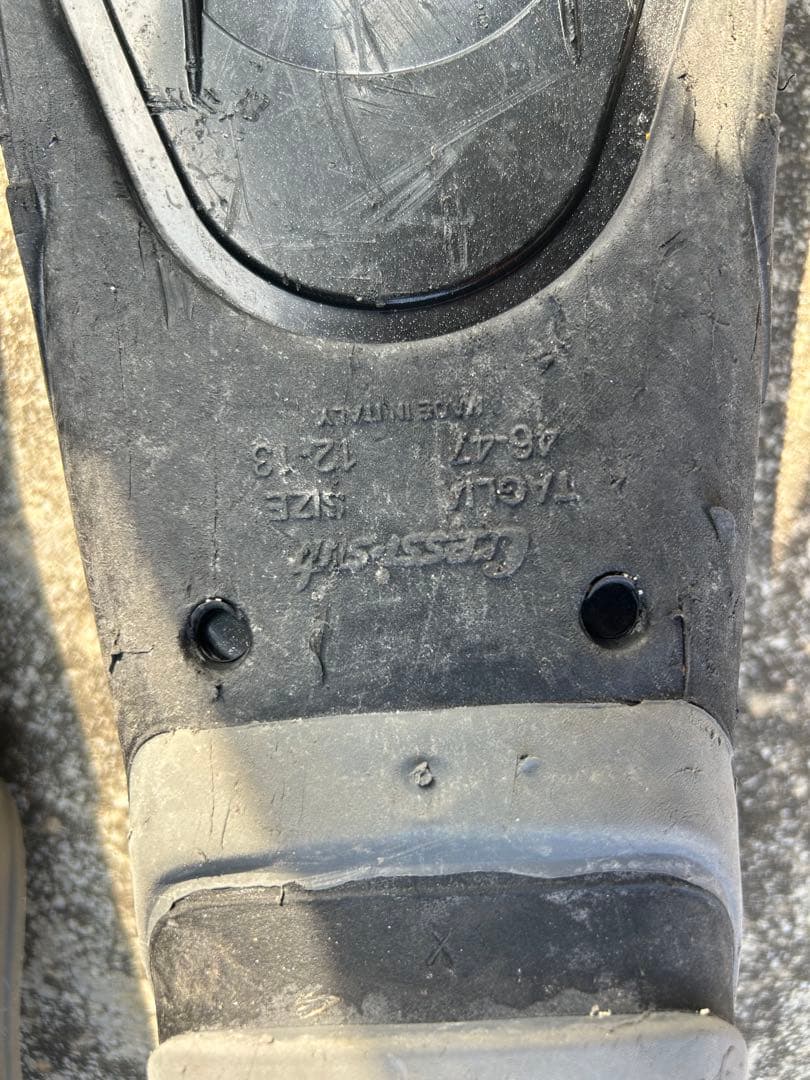 X
Cressi-sub
TAGLIA SIZE
46-47 12-13
MADE IN ITALY